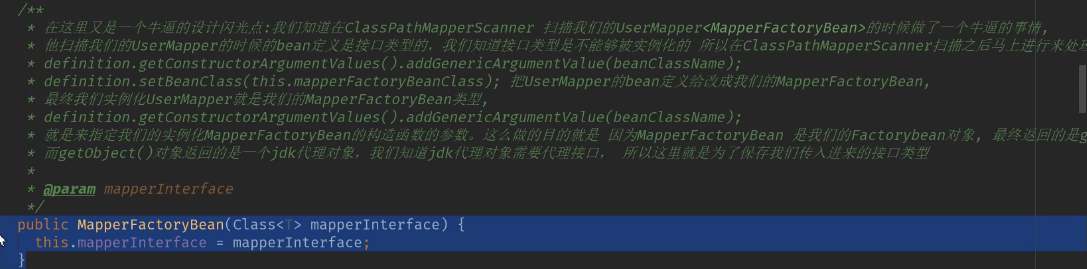 /**
* 在这里又是一个牛逼的设计闪光点:我们知道在ClassPathMapperScanner 扫描我们的UserMapper<MapperFactoryBean>的时候做了一个牛逼的事情,
* 他扫描我们的UserMapper的时候的bean定义是接口类型的，我们知道接口类型是不能够被实例化的 所以在ClassPathMapperScanner扫描之后马上进行来处
* definition.getConstructorArgumentValues().addGenericArgumentValue(beanClassName);
* definition.setBeanClass(this.mapperFactoryBeanClass); 把UserMapper的bean定义给改成我们的MapperFactoryBean,
* 最终我们实例化UserMapper就是我们的MapperFactoryBean类型,
* definition.getConstructorArgumentValues().addGenericArgumentValue(beanClassName);
* 就是来指定我们的实例化MapperFactoryBean的构造函数的参数。这么做的目的就是 因为MapperFactoryBean 是我们的Factorybean对象, 最终返回的是g
* 而getObject()对象返回的是一个jdk代理对象，我们知道jdk代理对象需要代理接口， 所以这里就是为了保存我们传入进来的接口类型
*
* @param mapperInterface
*/
public MapperFactoryBean(Class<T> mapperInterface) {
this.mapperInterface = mapperInterface;
}